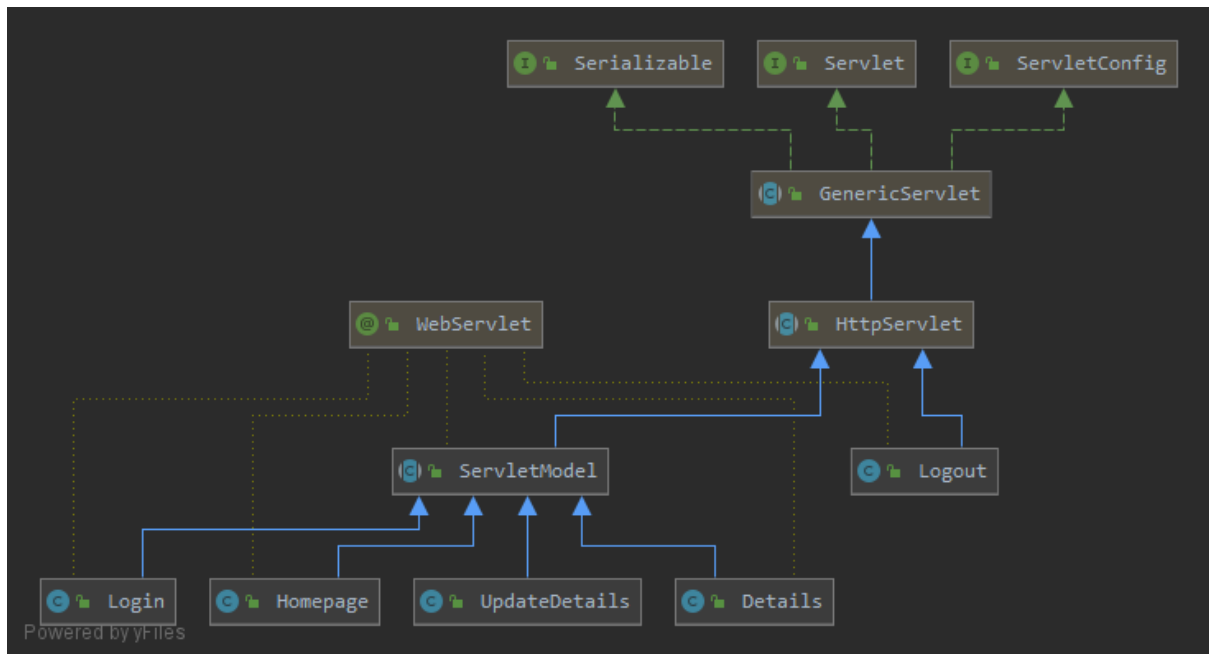 I Serializable
I Servlet
I ServletConfig
C GenericServlet
@ WebServlet
C HttpServlet
C ServletModel
C Logout
C Login
C Homepage
C UpdateDetails
C Details
Powered by yFiles